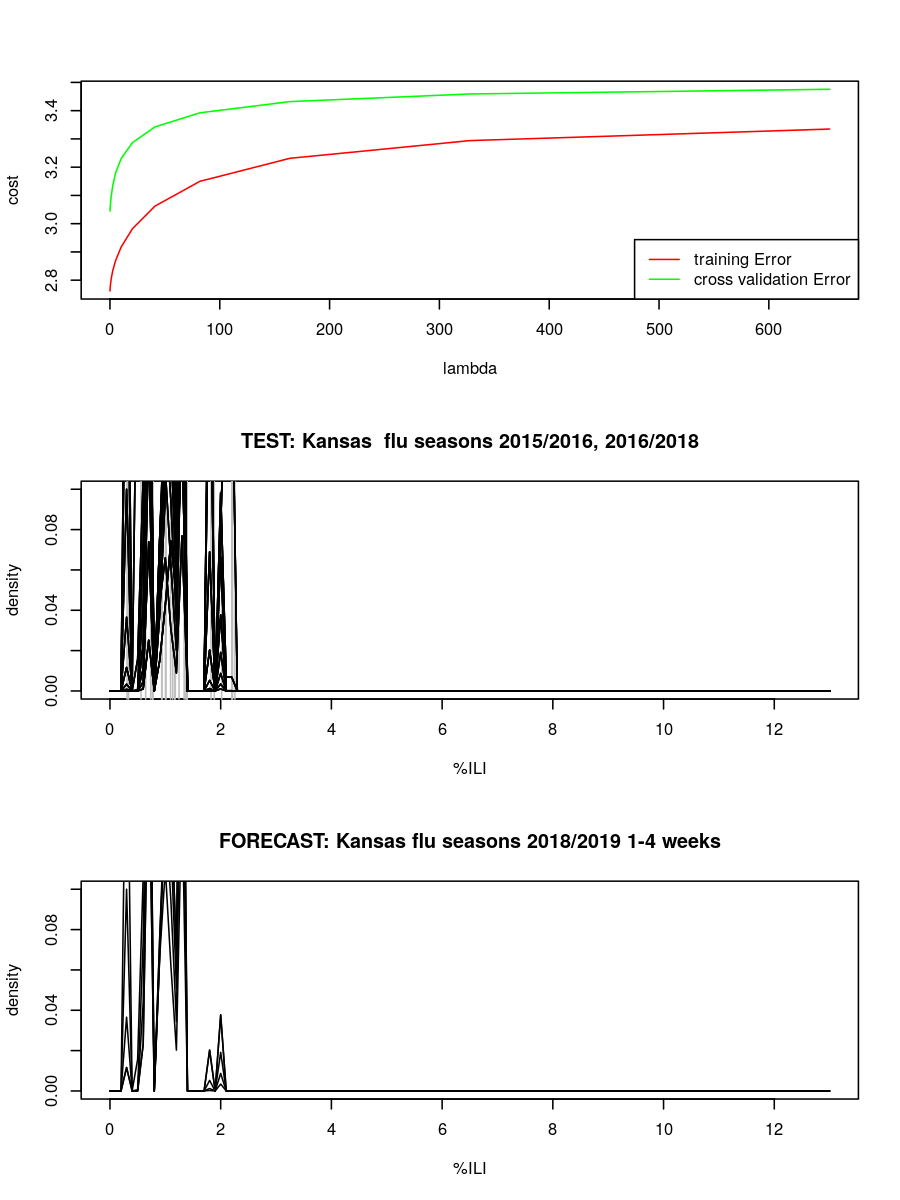 3.4
3.2
3.0
2.8
cost
training Error
cross validation Error
0 100 200 300 400 500 600
lambda
TEST: Kansas  flu seasons 2015/2016, 2016/2018
0.08
0.04
0.00
density
0 2 4 6 8 10 12
%ILI
FORECAST: Kansas flu seasons 2018/2019 1-4 weeks
0.08
0.04
0.00
density
0 2 4 6 8 10 12
%ILI